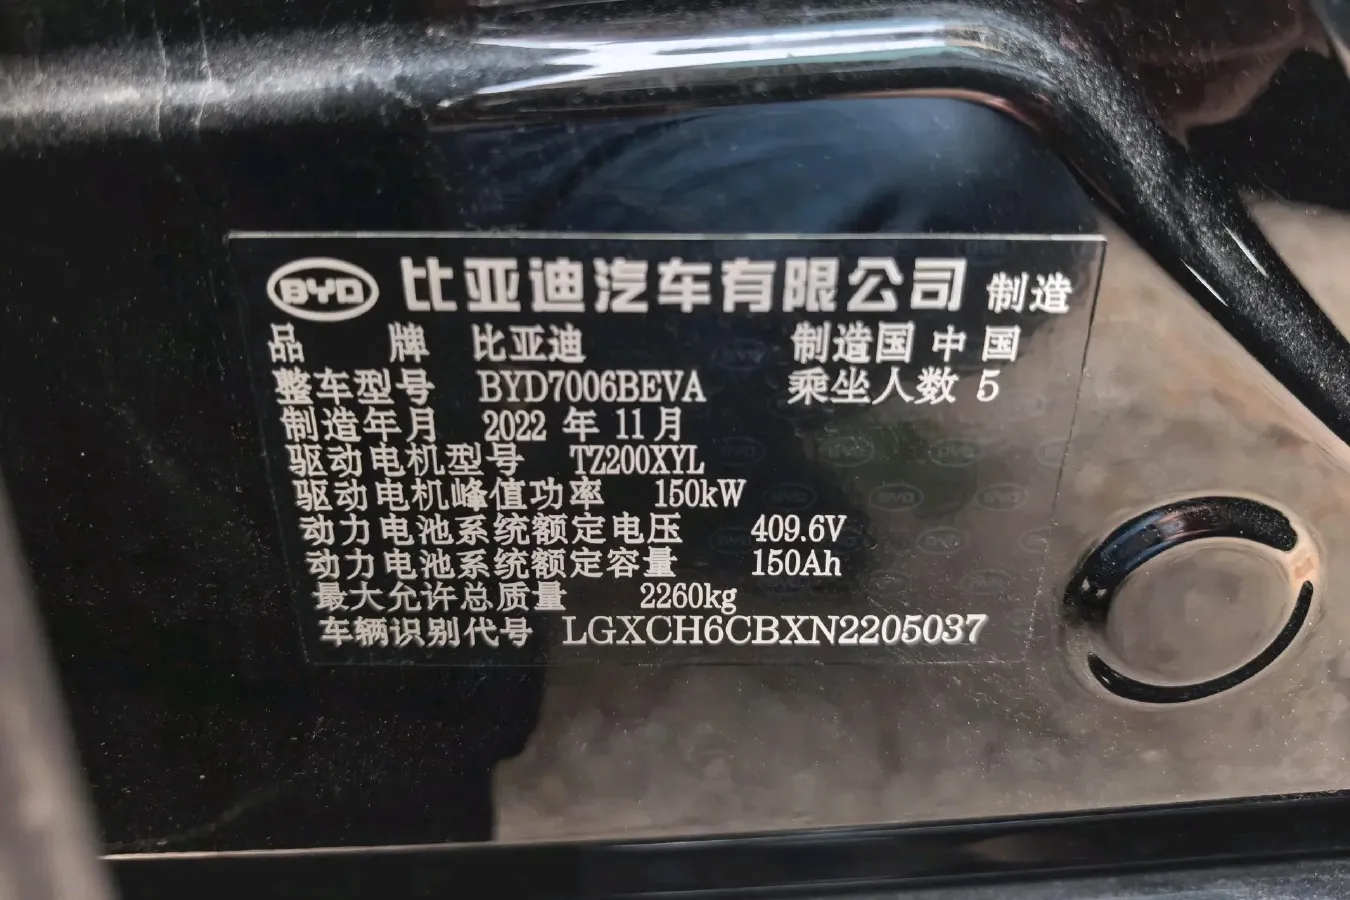 BYD 比亚迪汽车有限公司 制造
品 牌 比亚迪 制造国 中国
整车型号 BYD7006BEVA 乘坐人数 5
制造年月 2022 年 11 月
驱动电机型号 TZ200XYL
驱动电机峰值功率 150kW
动力电池系统额定电压 409.6V
动力电池系统额定容量 150Ah
最大允许总质量 2260kg
车辆识别代号 LGXCH6CBXN2205037